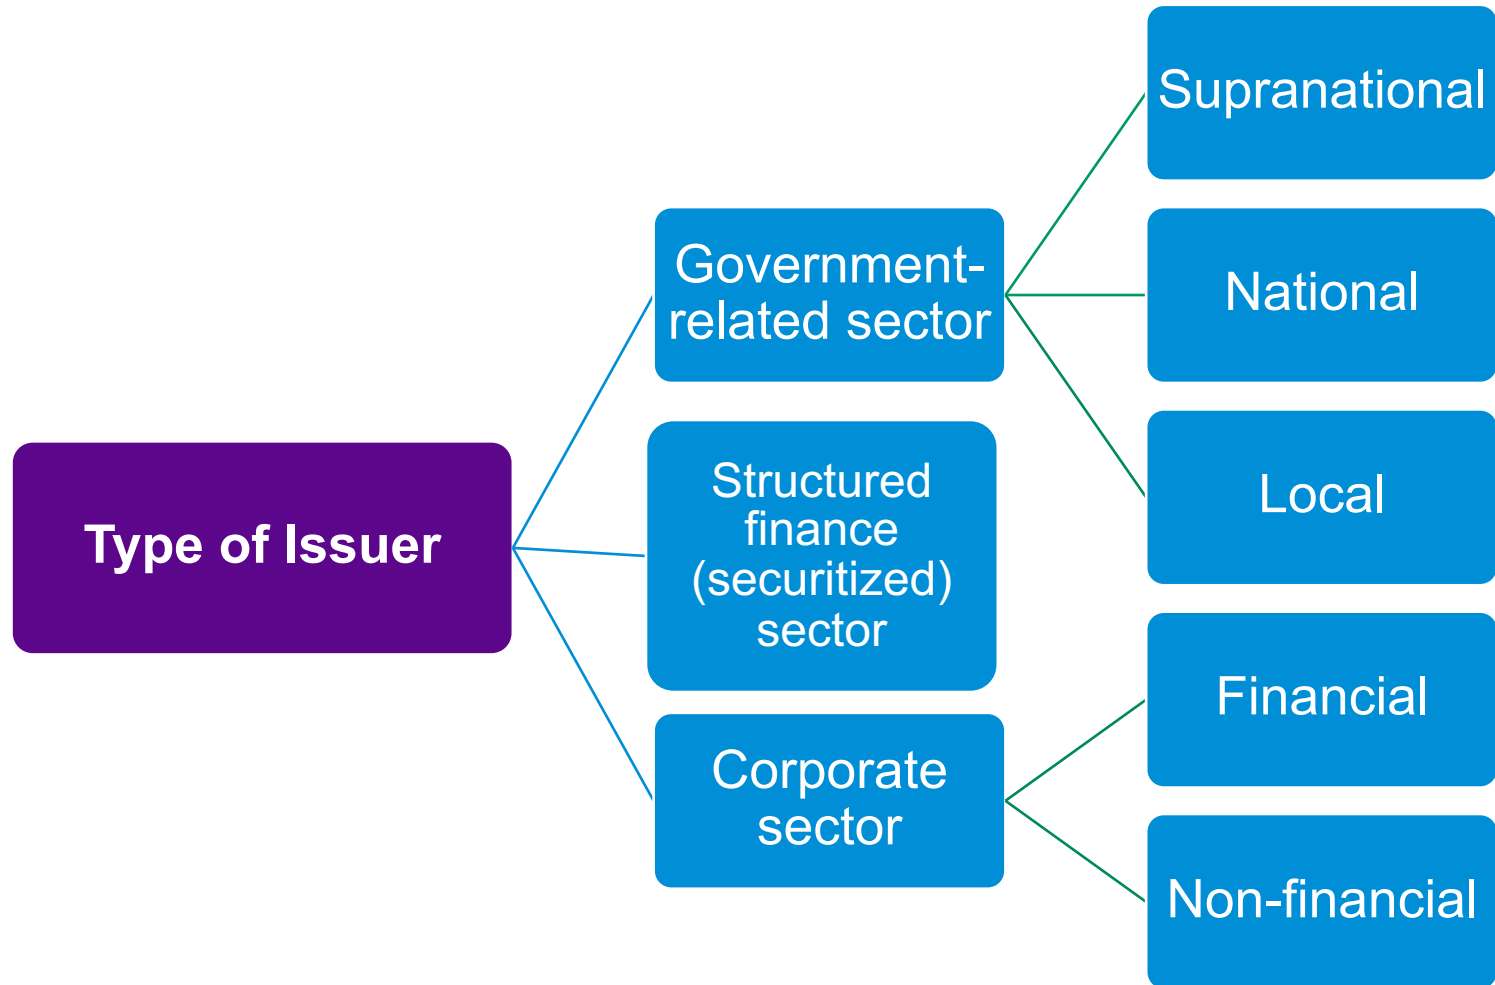 Type of Issuer
Government-
related sector
Structured
finance
(securitized)
sector
Corporate
sector
Supranational
National
Local
Financial
Non-financial